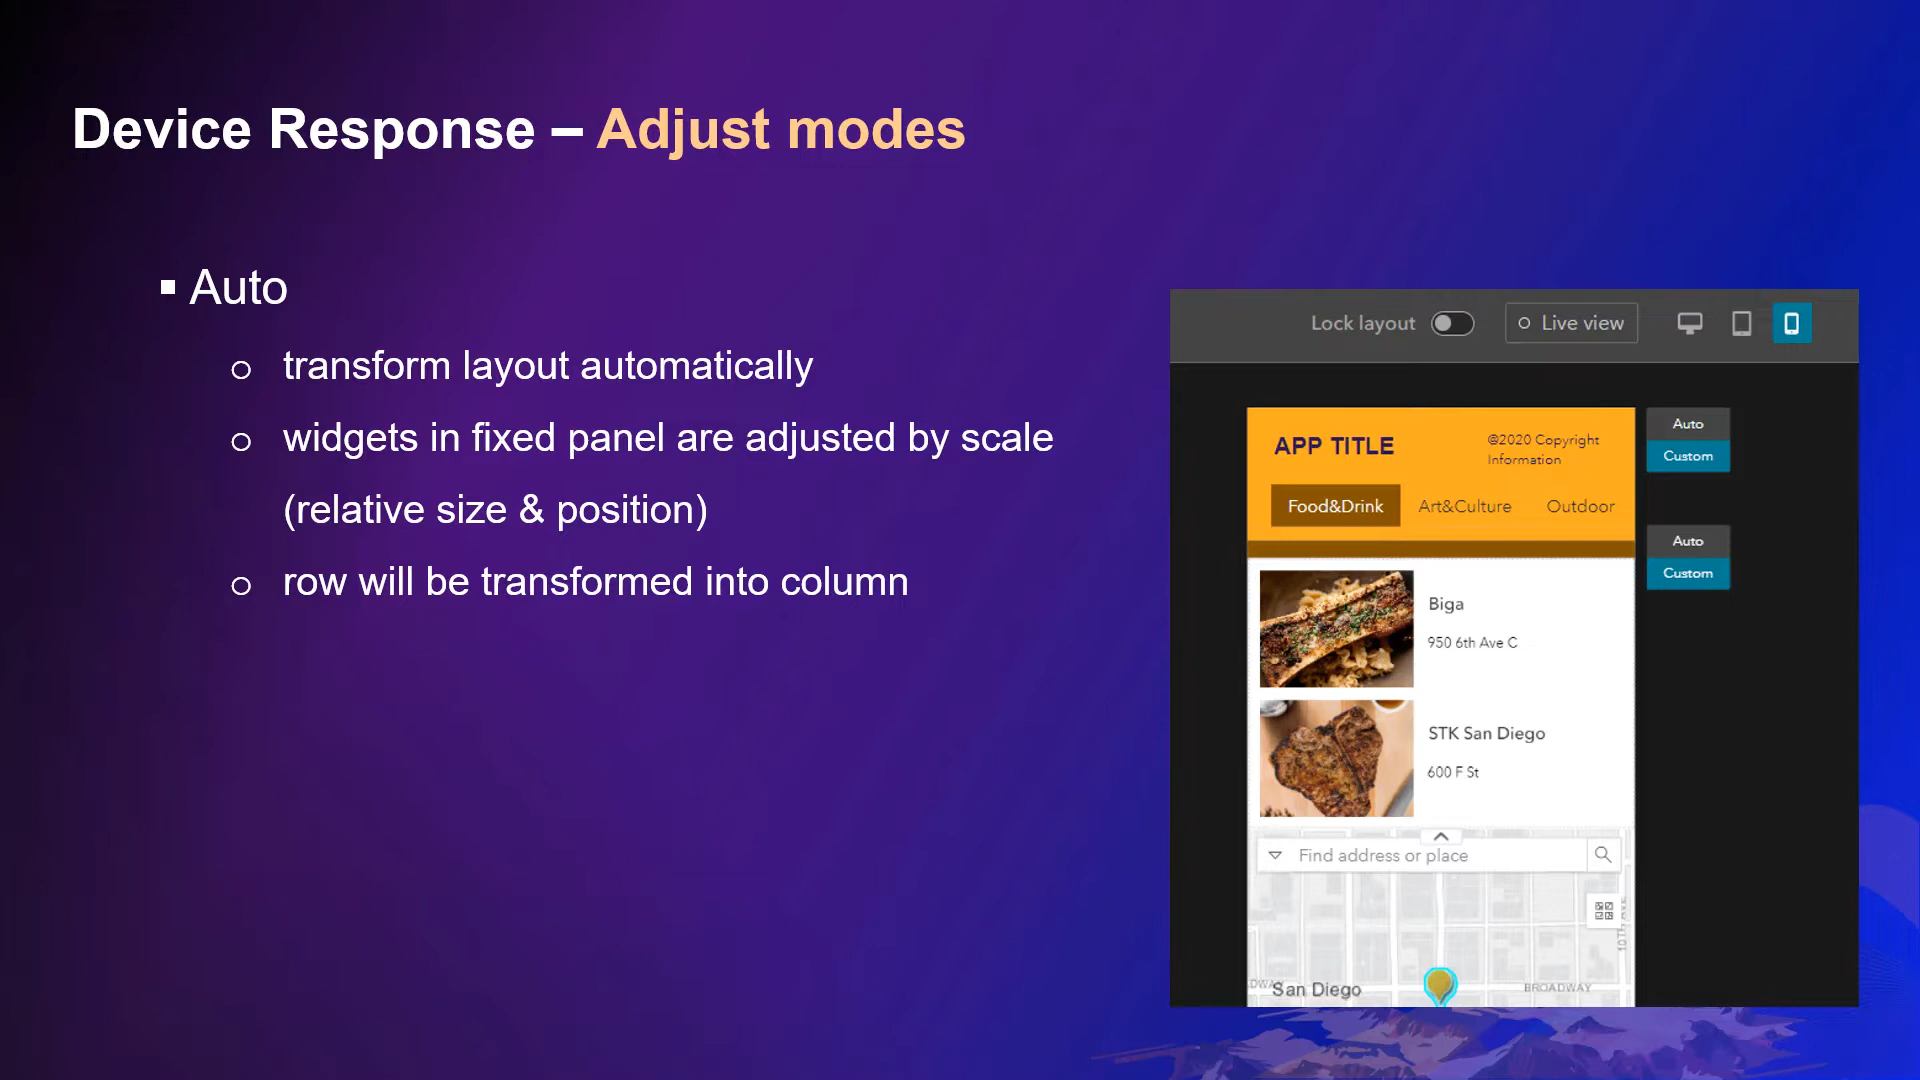 Device Response – Adjust modes
▪ Auto
o transform layout automatically
o widgets in fixed panel are adjusted by scale
(relative size & position)
o row will be transformed into column
Lock layout
Live view
APP TITLE
@2020 Copyright
Information
Food&Drink Art&Culture Outdoor
Auto
Custom
Auto
Custom
Biga
950 6th Ave C
STK San Diego
600 F St
Find address or place
10TH AVE
San Diego
BROADWAY